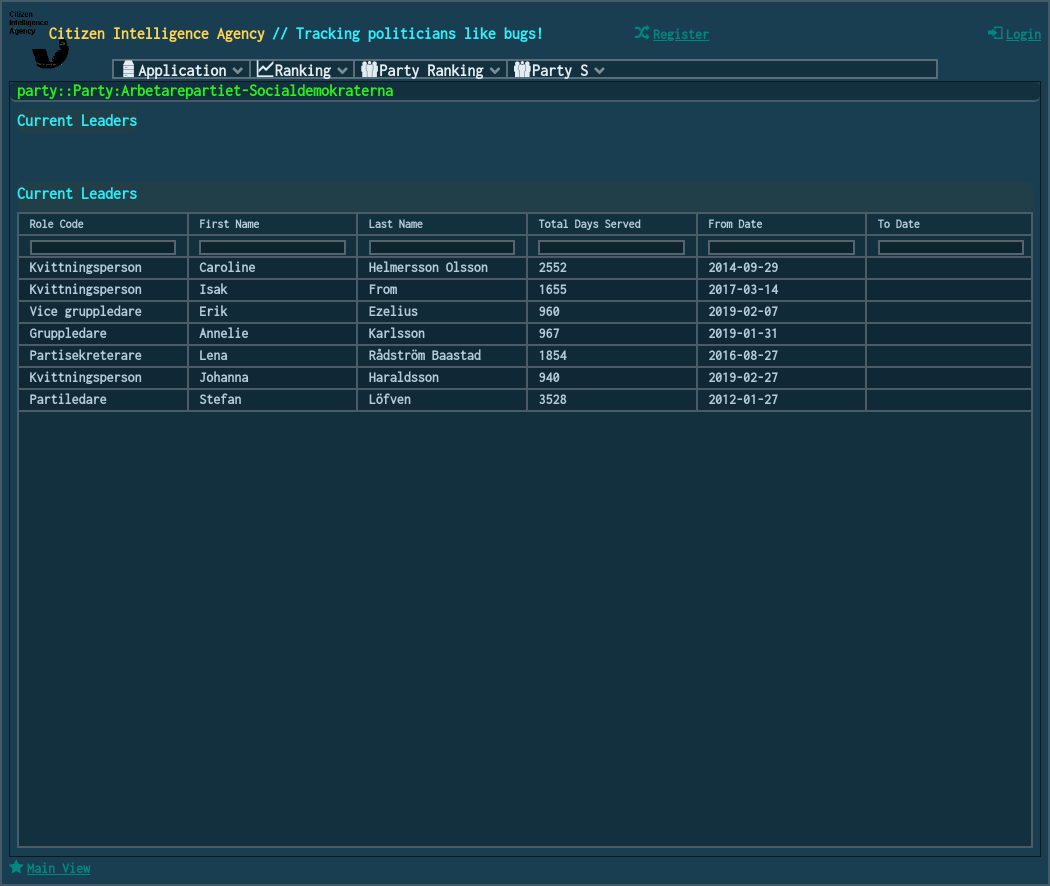 Citizen
Intelligence
Agency
Citizen Intelligence Agency // Tracking politicians like bugs!
Register
Login
Application Ranking Party Ranking Party S
party::Party:Arbetarepartiet-Socialdemokraterna
Current Leaders
Current Leaders
Role Code First Name Last Name Total Days Served From Date To Date
Kvittningsperson Caroline Helmersson Olsson 2552 2014-09-29
Kvittningsperson Isak From 1655 2017-03-14
Vice gruppledare Erik Ezelius 960 2019-02-07
Gruppledare Annelie Karlsson 967 2019-01-31
Partisekreterare Lena Rådström Baastad 1854 2016-08-27
Kvittningsperson Johanna Haraldsson 940 2019-02-27
Partiledare Stefan Löfven 3528 2012-01-27
Main View